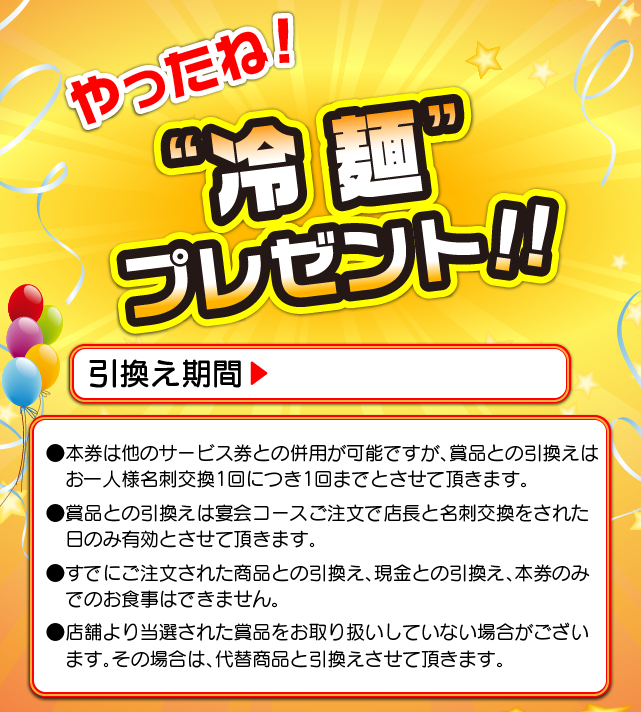 やったね!
“冷麺”
プレゼント!!
引換え期間▶
●本券は他のサービス券との併用が可能ですが、賞品との引換えは
お一人様名刺交換1回につき1回までとさせて頂きます。
●賞品との引換えは宴会コースご注文で店長と名刺交換をされた
日のみ有効とさせて頂きます。
●すでにご注文された商品との引換え、現金との引換え、本券のみ
でのお食事はできません。
●店舗より当選された賞品をお取り扱いしていない場合がござい
ます。その場合は、代替商品と引換えさせて頂きます。